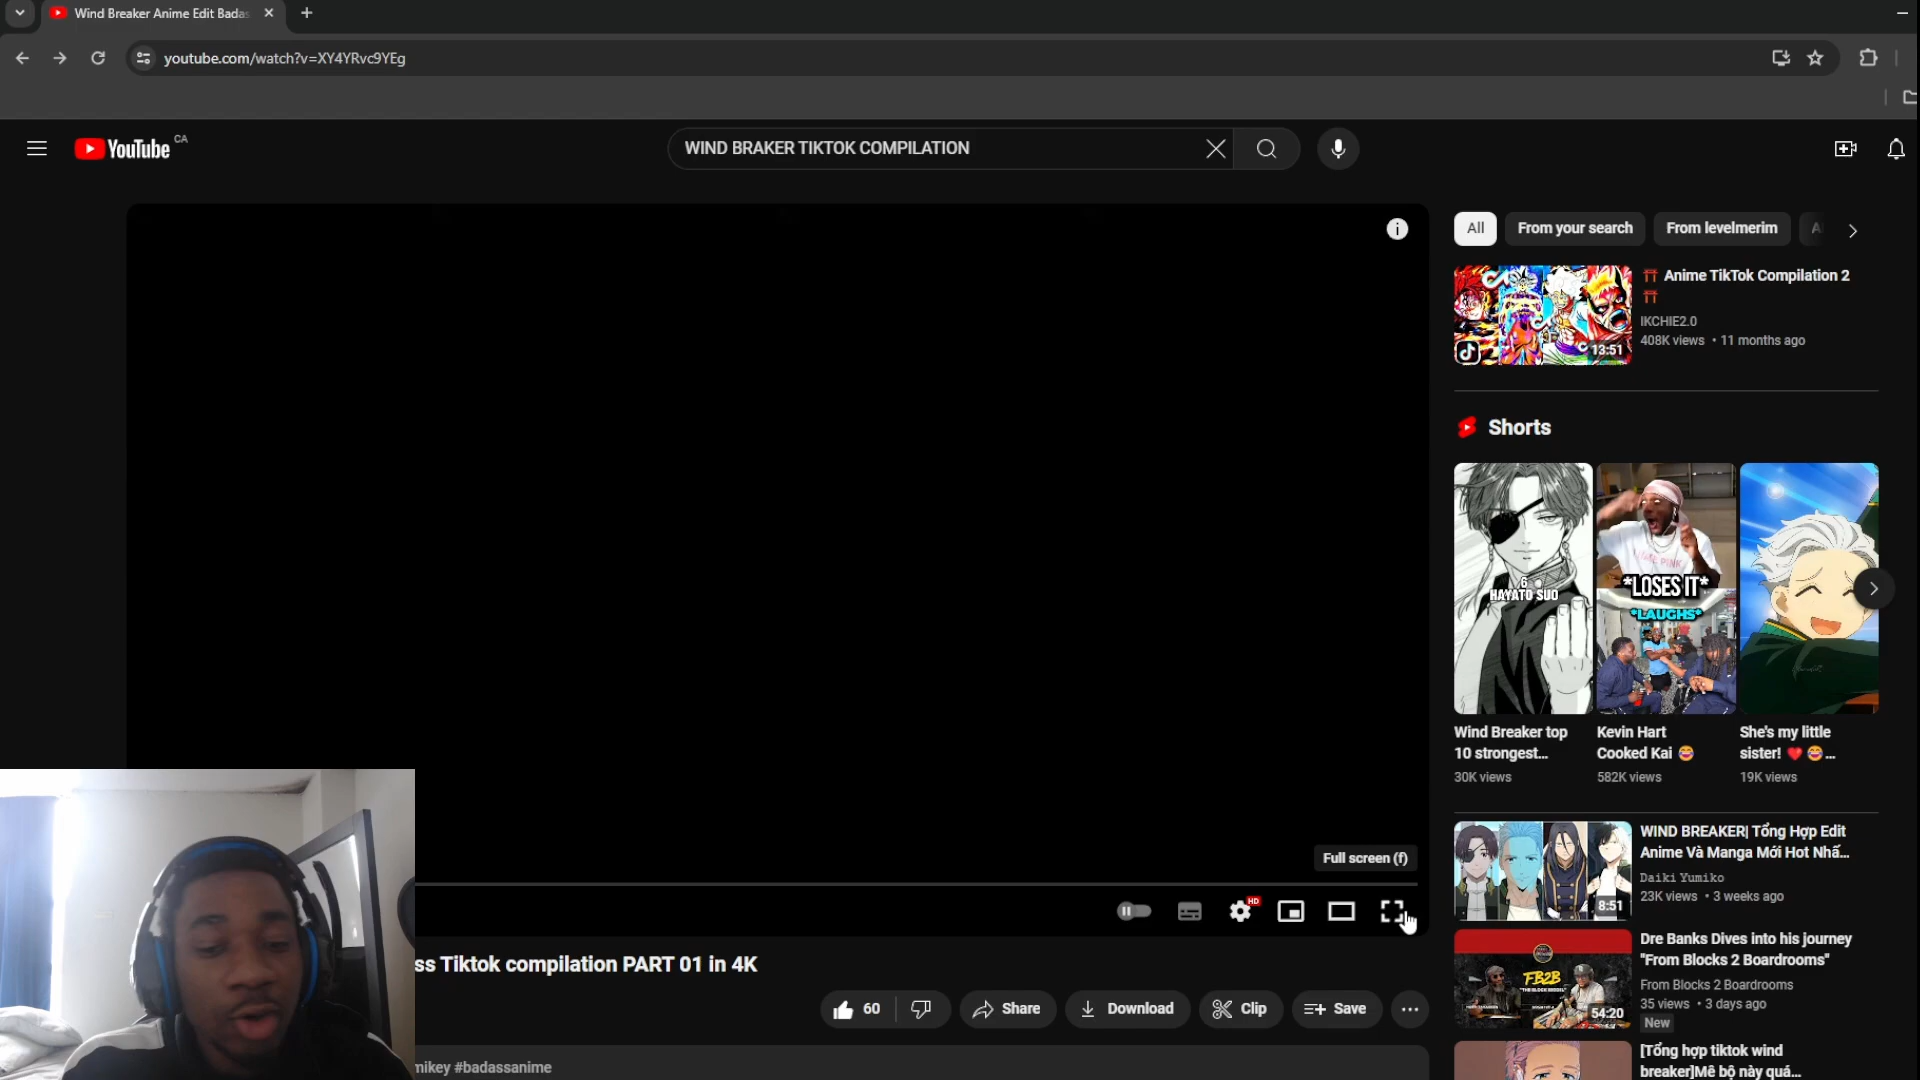 Wind Breaker Anime Edit Badas
youtube.com/watch?v=XY4YRvc9YEg
YouTube CA
WIND BRAKER TIKTOK COMPILATION
All
From your search
From levelmerim
A
Anime TikTok Compilation 2
IKCHIE2.0
408K views • 11 months ago
13:51
Shorts
6
HAYATO SUO
*LOSES IT*
*LAUGHS*
Wind Breaker top
10 strongest...
30K views
Kevin Hart
Cooked Kai 😂
582K views
She's my little
sister! ❤️😂...
19K views
Full screen (f)
HD
ss Tiktok compilation PART 01 in 4K
60
Share
Download
Clip
Save
mikey #badassanime
WIND BREAKER| Tổng Hợp Edit
Anime Và Manga Mới Hot Nhấ...
Daiki Yumiko
23K views • 3 weeks ago
8:51
Dre Banks Dives into his journey
"From Blocks 2 Boardrooms"
From Blocks 2 Boardrooms
35 views • 3 days ago
New
FB2B
54:20
[Tổng hợp tiktok wind
breaker]Mê bộ này quá...